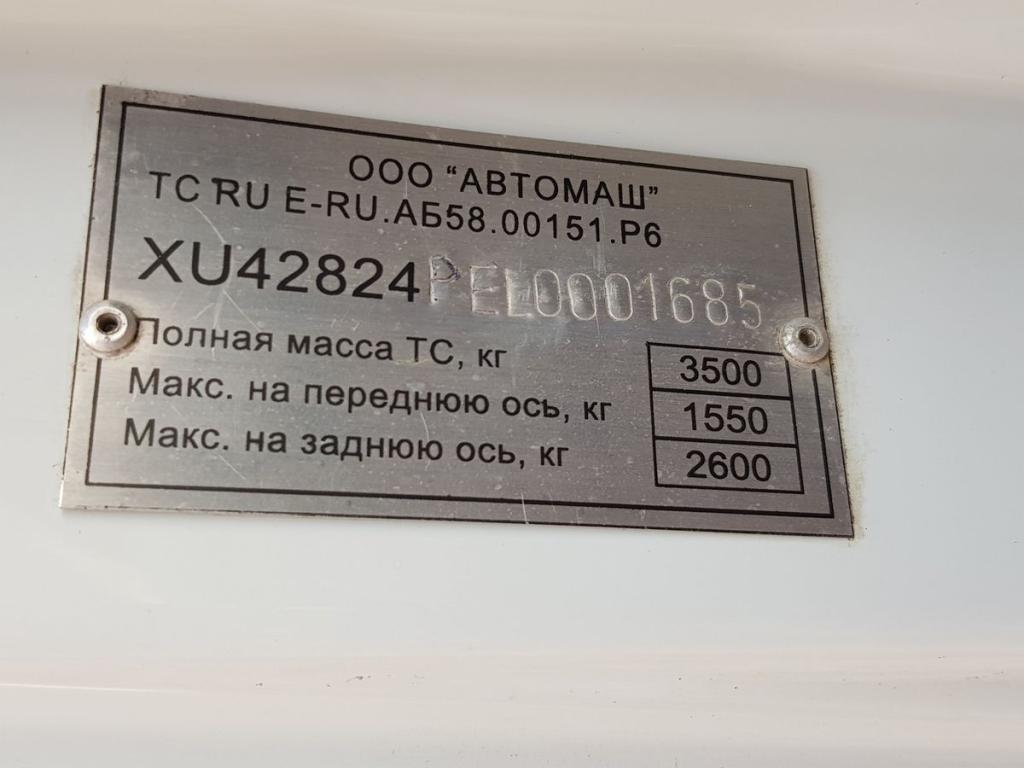 ООО "АВТОМАШ"
ТС RU E-RU.АБ58.00151.Р6
XU42824PEL0001685
Полная масса ТС, кг 3500
Макс. на переднюю ось, кг 1550
Макс. на заднюю ось, кг 2600